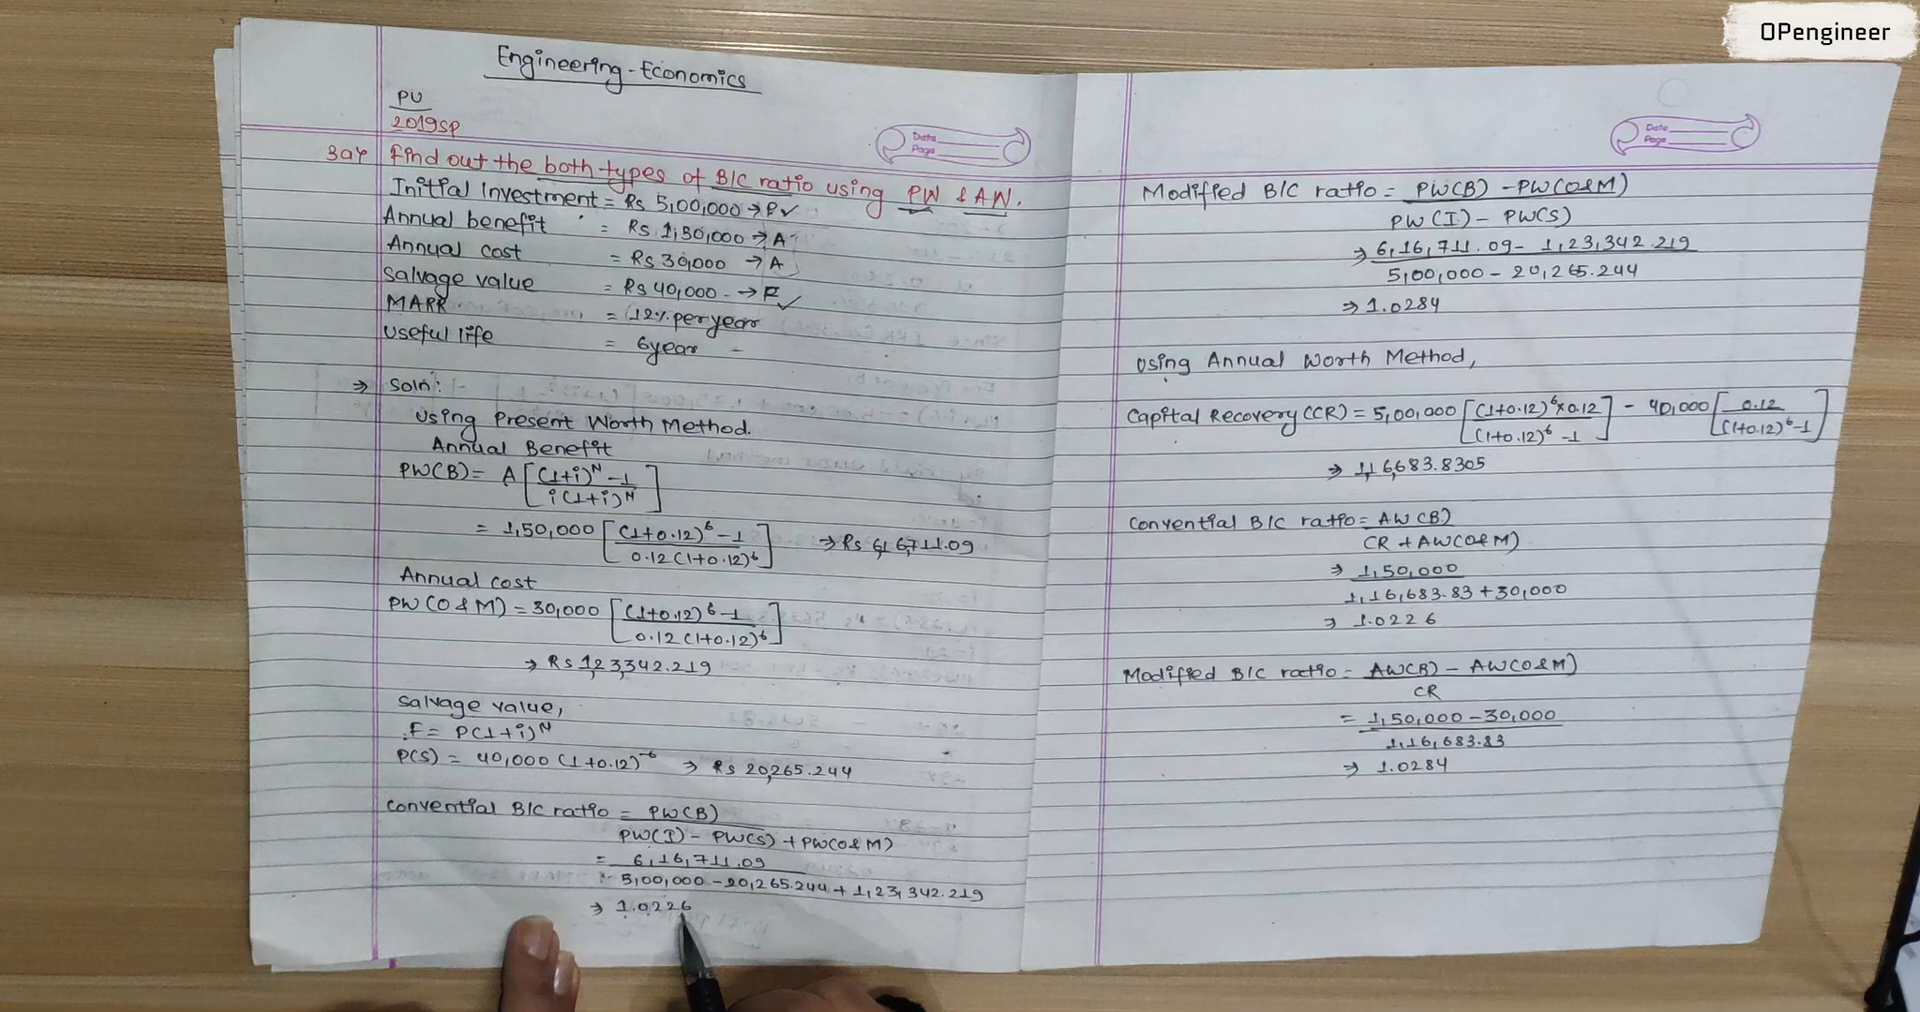 OPengineer
Engineering-Economics
PU
2019SP
Date
Page
3a) Find out the both types of B/C ratio using PW & AW.
Initial Investment = Rs 5,00,000 → P✓
Annual benefit = Rs 1,50,000 → A
Annual cost = Rs 30,000 → A
Salvage value = Rs 40,000 → F✓
MARR = 12% per year
Useful life = 6year
⇒ Soln:
Using Present Worth Method.
Annual Benefit
PW(B) = A [(1+i)^N - 1 / i(1+i)^N]
= 1,50,000 [(1+0.12)^6 - 1 / 0.12(1+0.12)^6] ⇒ Rs 6,16,711.09
Annual cost
PW(O&M) = 30,000 [(1+0.12)^6 - 1 / 0.12(1+0.12)^6]
⇒ Rs 1,23,342.219
Salvage value,
F = P(1+i)^N
P(S) = 40,000 (1+0.12)^-6 ⇒ Rs 20,265.244
Convential B/C ratio = PW(B)
PW(I) - PW(S) + PW(O&M)
= 6,16,711.09
5,00,000 - 20,265.244 + 1,23,342.219
⇒ 1.0226
Date
Page
Modified B/C ratio = PW(B) - PW(O&M)
PW(I) - PW(S)
⇒ 6,16,711.09 - 1,23,342.219
5,00,000 - 20,265.244
⇒ 1.0284
Using Annual Worth Method,
Capital Recovery (CR) = 5,00,000 [(1+0.12)^6 × 0.12 / (1+0.12)^6 - 1] - 40,000 [0.12 / (1+0.12)^6 - 1]
⇒ 1,16,683.8305
Convential B/C ratio = AW(B)
CR + AW(O&M)
⇒ 1,50,000
1,16,683.83 + 30,000
⇒ 1.0226
Modified B/C ratio = AW(B) - AW(O&M)
CR
= 1,50,000 - 30,000
1,16,683.83
⇒ 1.0284